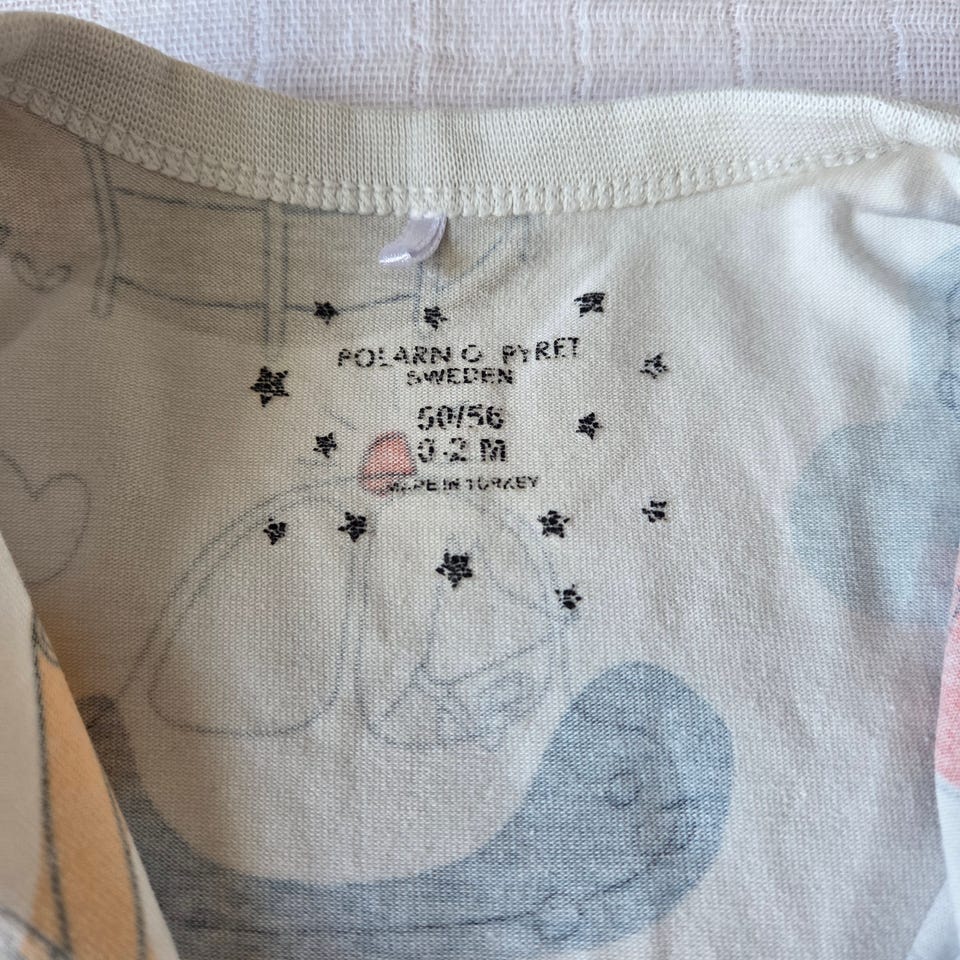 POLARN O. PYRET
SWEDEN
50/56
0-2 M
MADE IN TURKEY